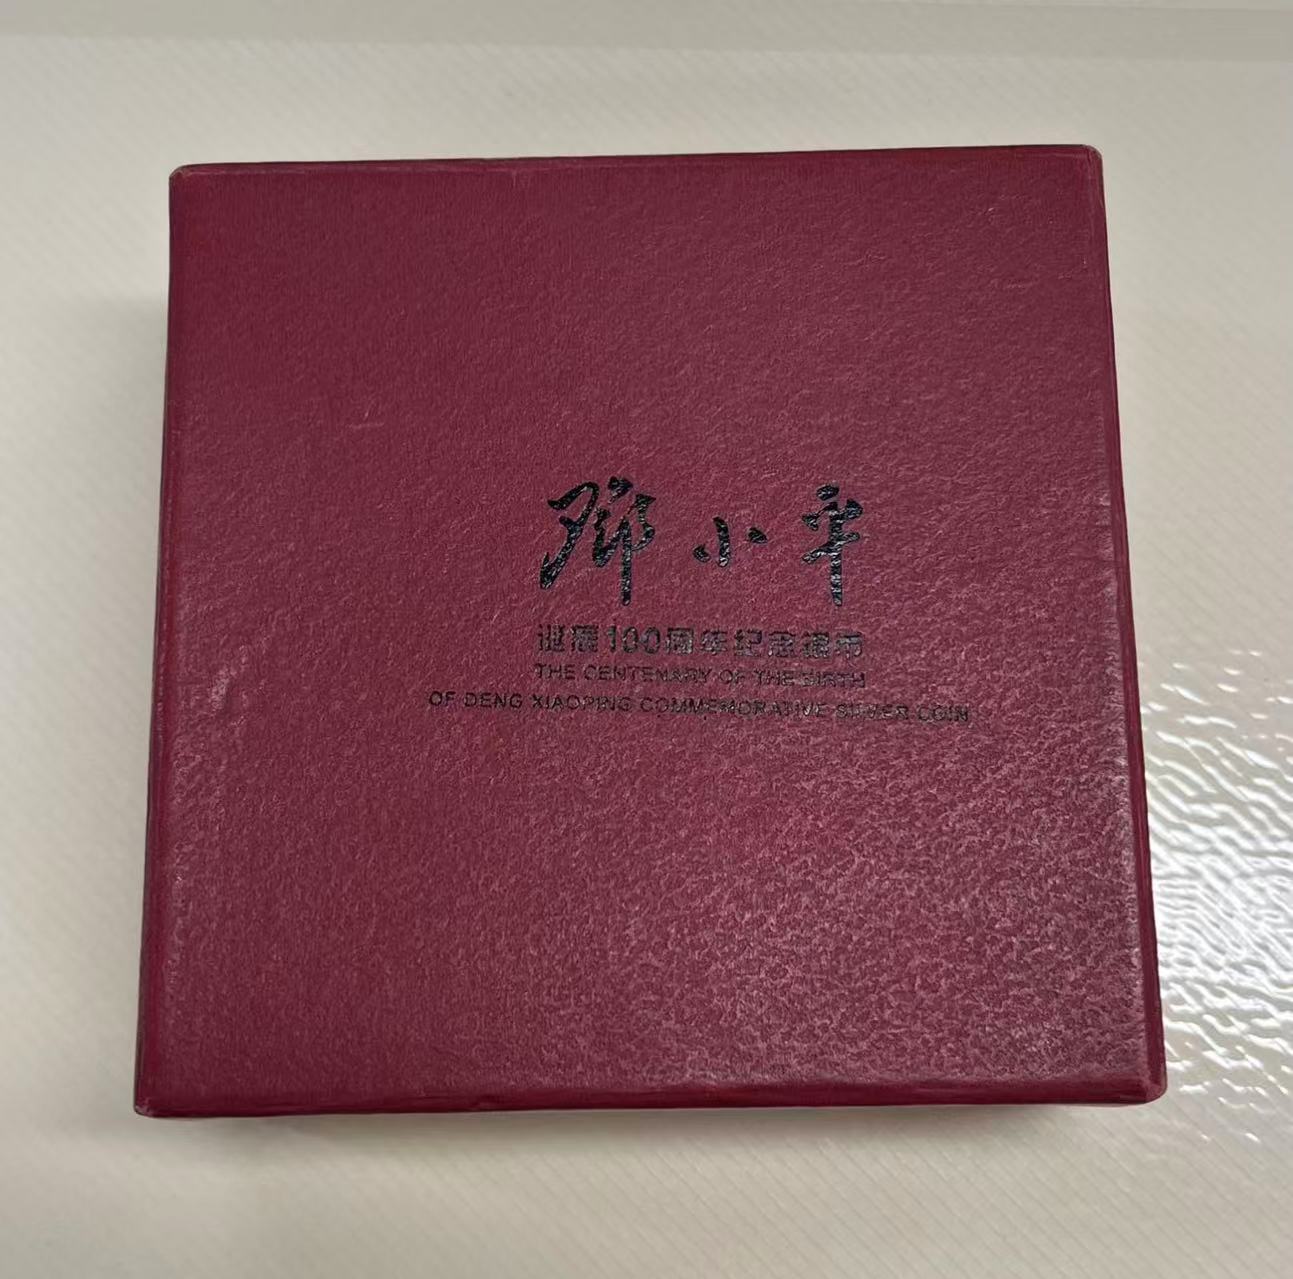 邓小平
诞辰100周年纪念银币
THE CENTENARY OF THE BIRTH
OF DENG XIAOPING COMMEMORATIVE SILVER COIN